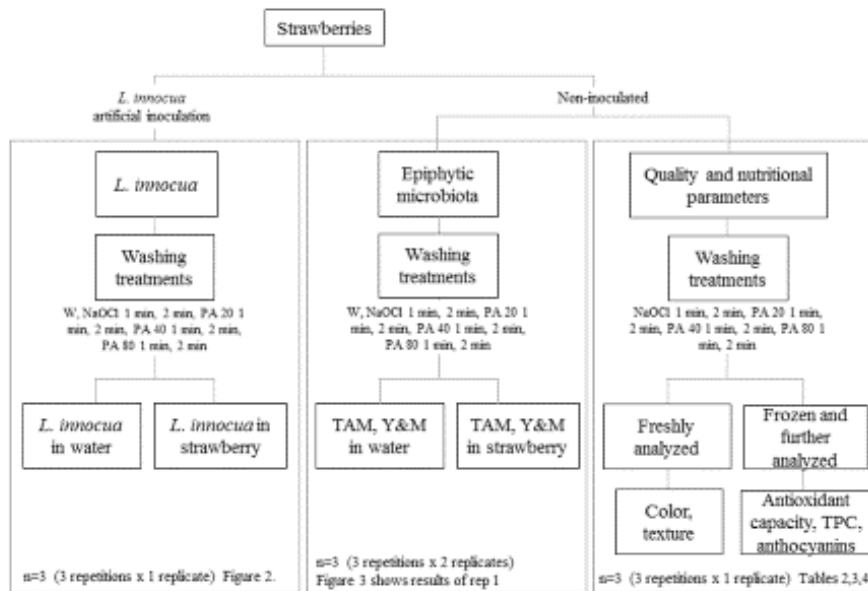 Strawberries
L. innocua
artificial inoculation
Non-inoculated
L. innocua
Washing
treatments
W, NaOCl 1 min, 2 min, PA 20 1
min, 2 min, PA 40 1 min, 2 min,
PA 80 1 min, 2 min
L. innocua
in water
L. innocua in
strawberry
n=3 (3 repetitions x 1 replicate) Figure 2.
Epiphytic
microbiota
Washing
treatments
W, NaOCl 1 min, 2 min, PA 20 1
min, 2 min, PA 40 1 min, 2 min,
PA 80 1 min, 2 min
TAM, Y&M
in water
TAM, Y&M
in strawberry
n=3 (3 repetitions x 2 replicates)
Figure 3 shows results of rep 1
Quality and nutritional
parameters
Washing
treatments
NaOCl 1 min, 2 min, PA 20 1 min,
2 min, PA 40 1 min, 2 min, PA 80 1
min, 2 min
Freshly
analyzed
Frozen and
further
analyzed
Color,
texture
Antioxidant
capacity, TPC,
anthocyanins
n=3 (3 repetitions x 1 replicate) Tables 2,3,4